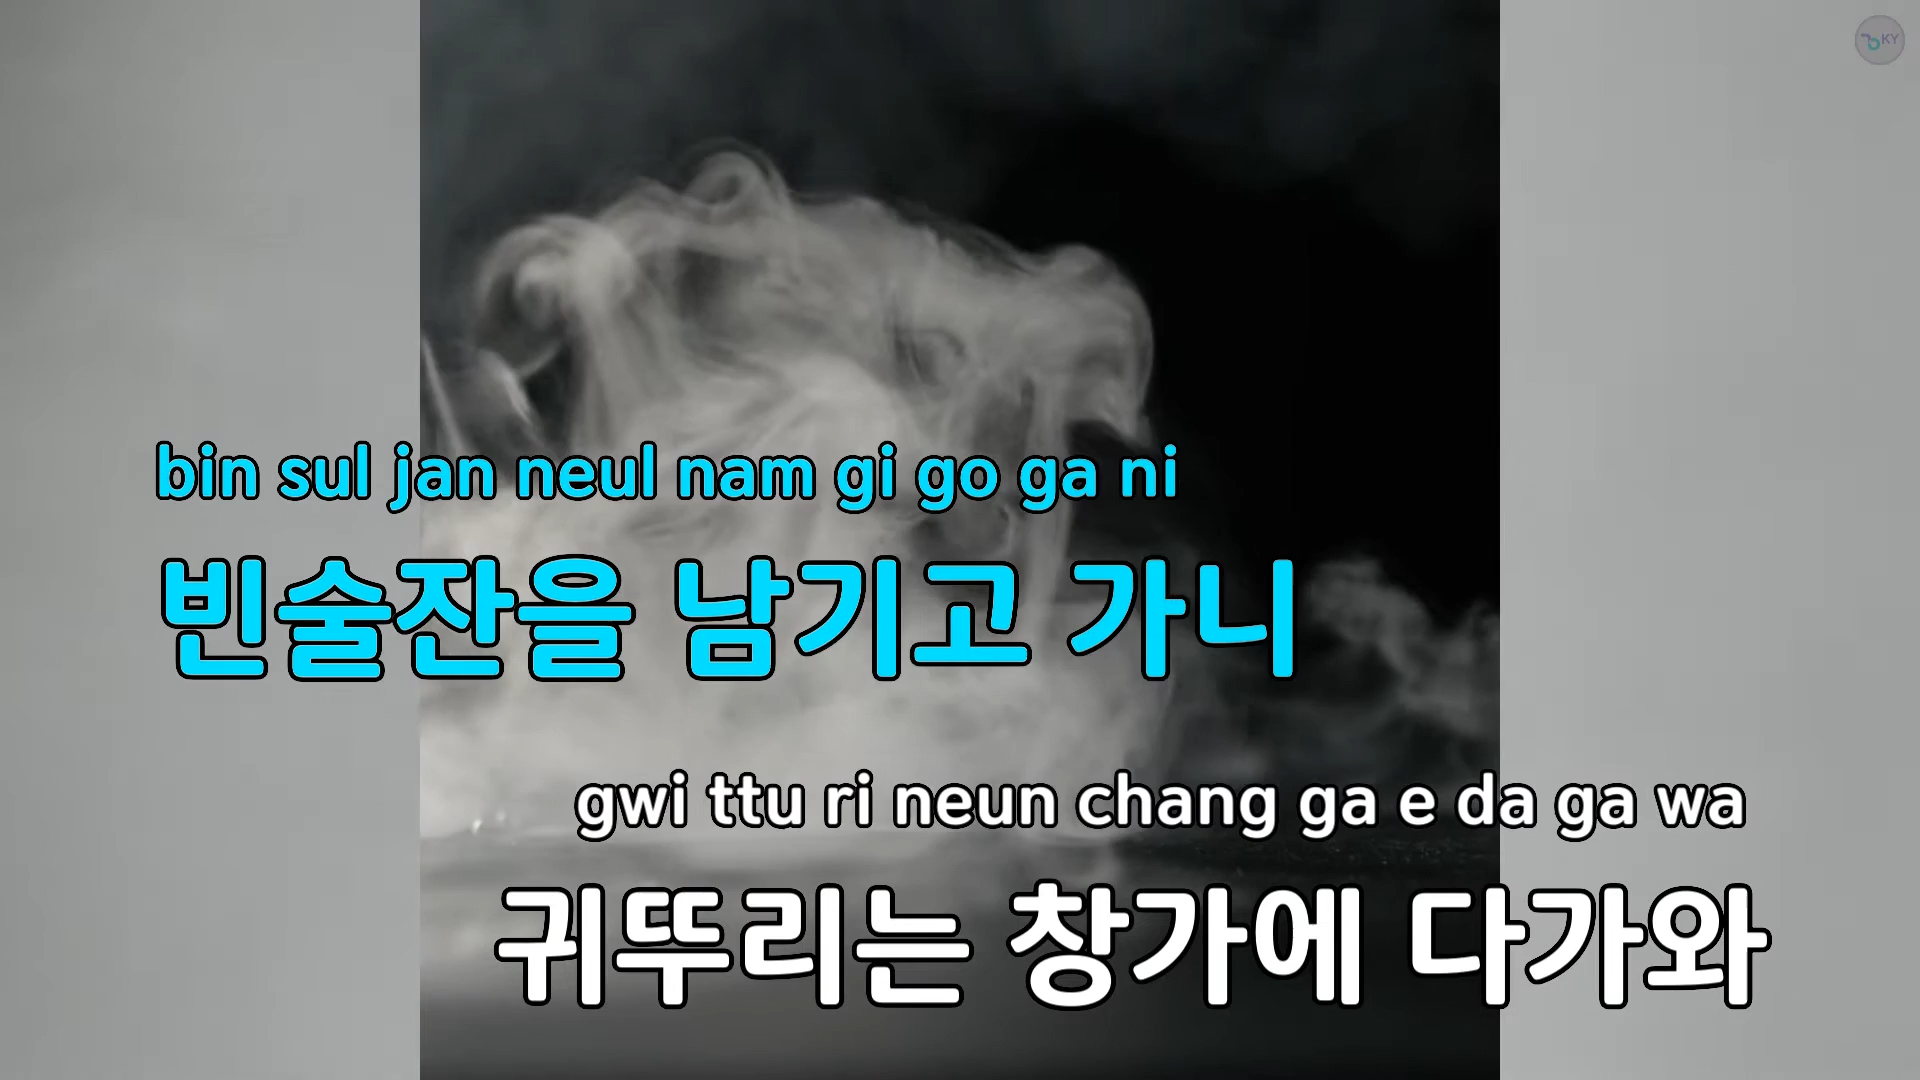 KY
bin sul jan neul nam gi go ga ni
빈술잔을 남기고 가니
gwi ttu ri neun chang ga e da ga wa
귀뚜리는 창가에 다가와